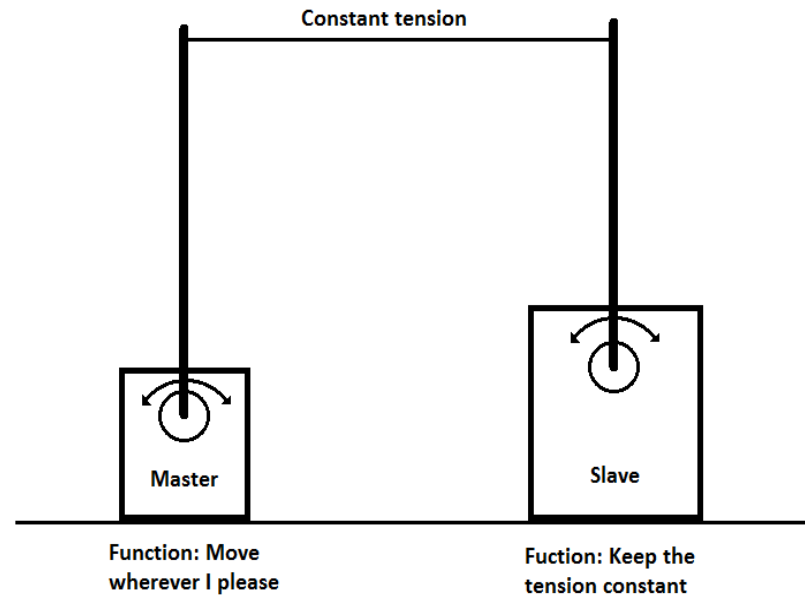 Constant tension
Master
Slave
Function: Move
wherever I please
Fuction: Keep the
tension constant